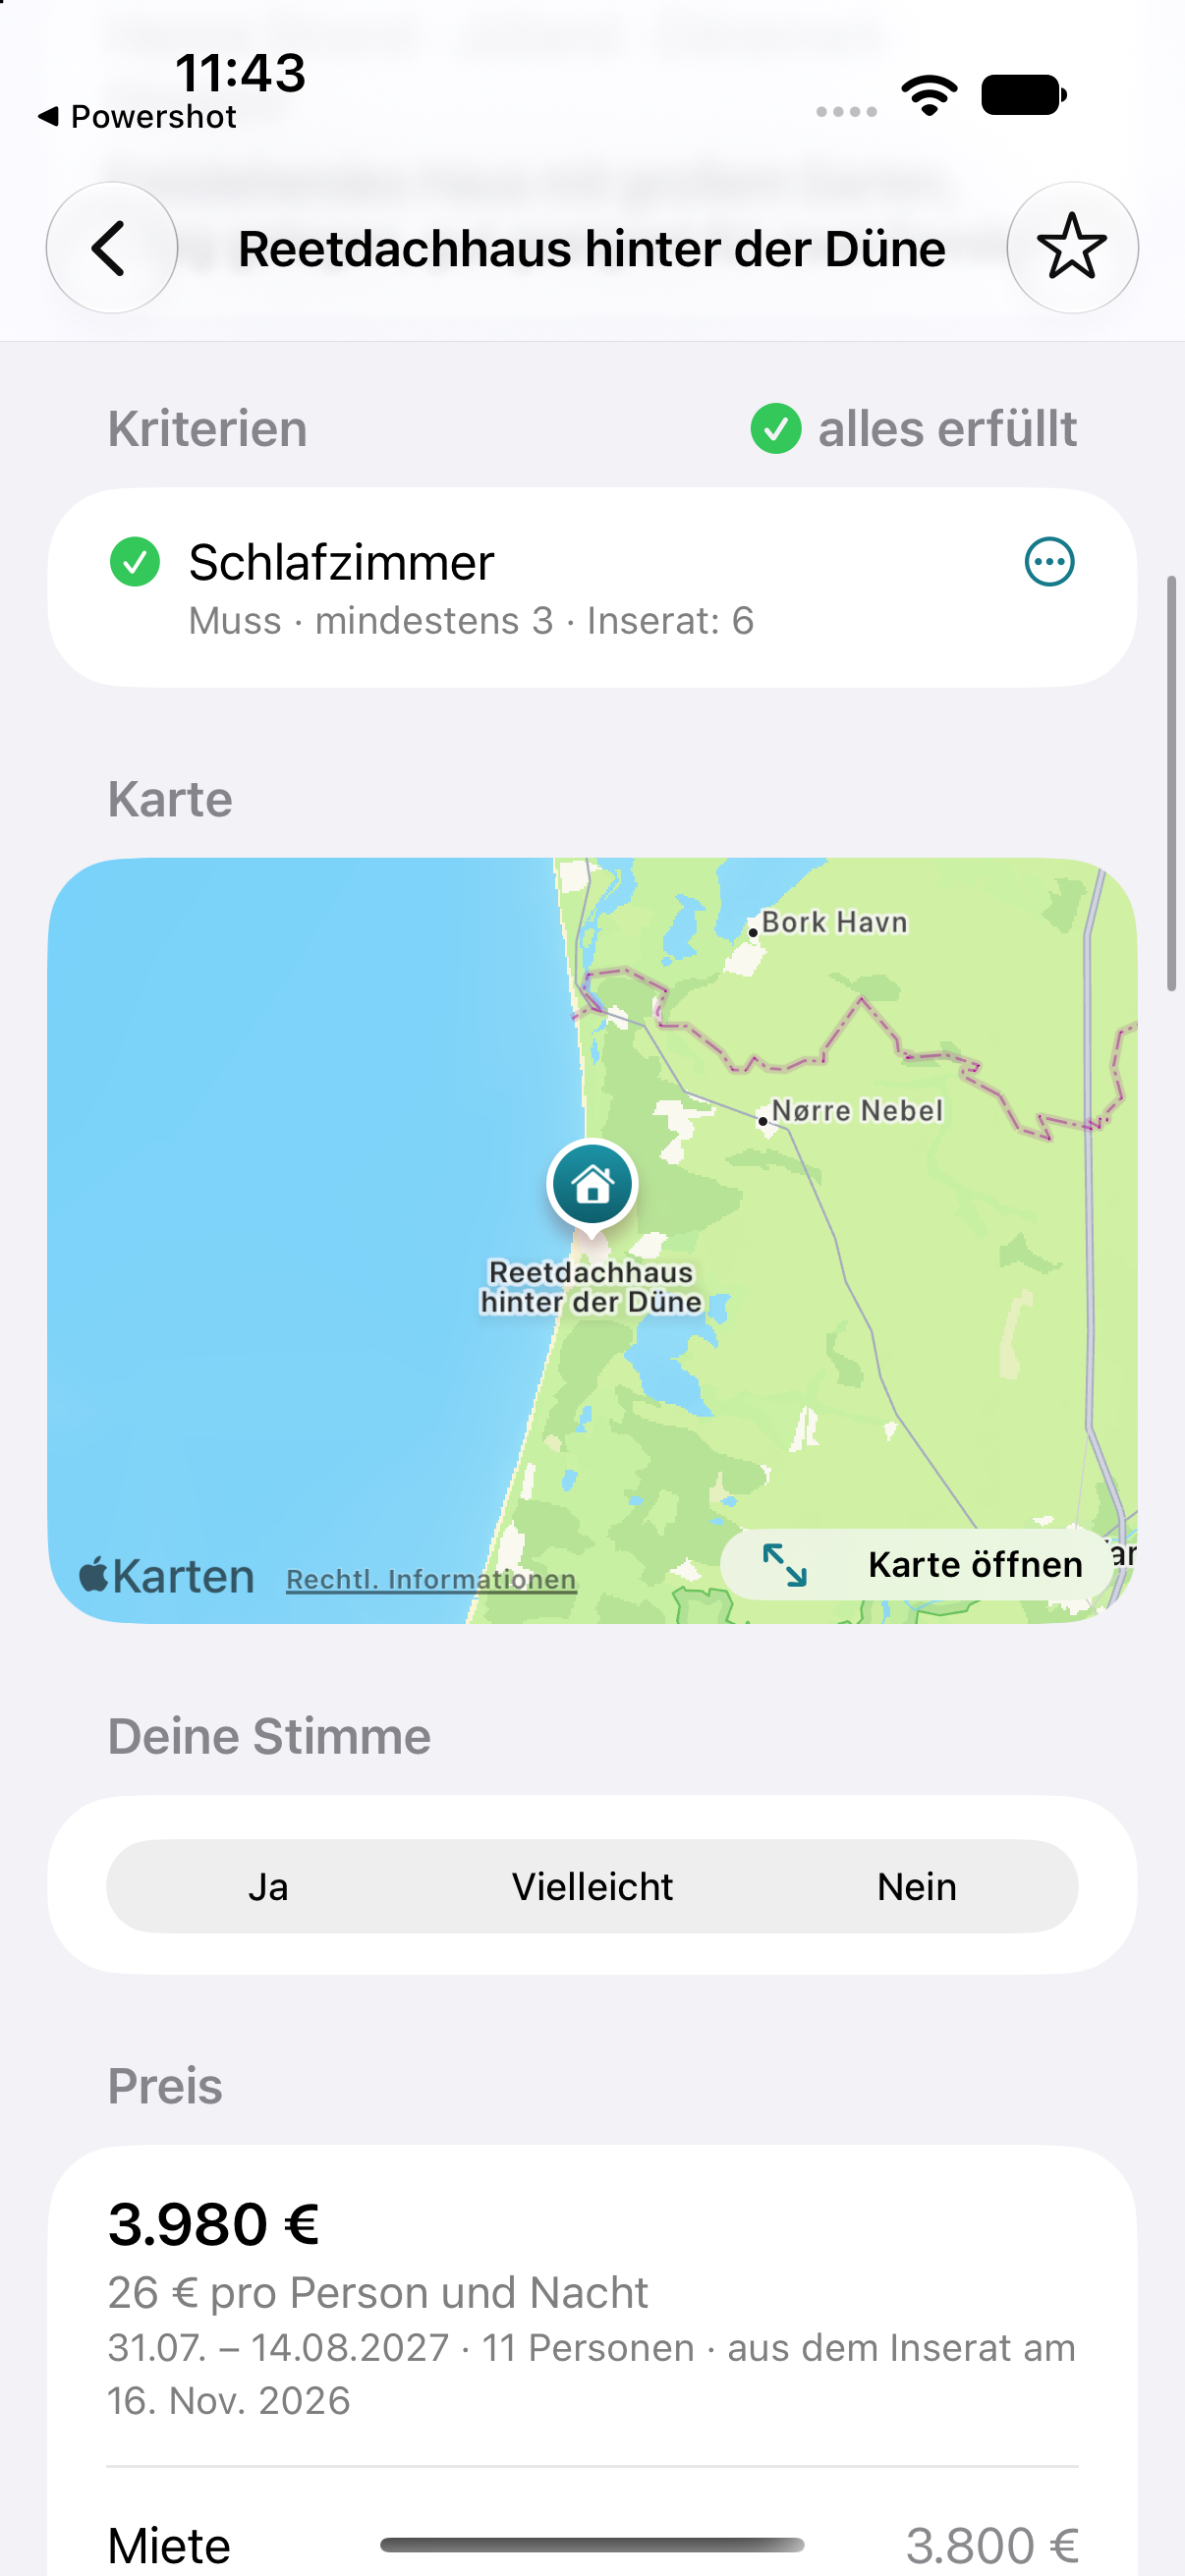 11:43
◀ Powershot
Reetdachhaus hinter der Düne
Kriterien
alles erfüllt
Schlafzimmer
Muss · mindestens 3 · Inserat: 6
Karte
Bork Havn
Nørre Nebel
Reetdachhaus
hinter der Düne
Karten
Rechtl. Informationen
Karte öffnen
Deine Stimme
Ja
Vielleicht
Nein
Preis
3.980 €
26 € pro Person und Nacht
31.07. – 14.08.2027 · 11 Personen · aus dem Inserat am
16. Nov. 2026
Miete
3.800 €